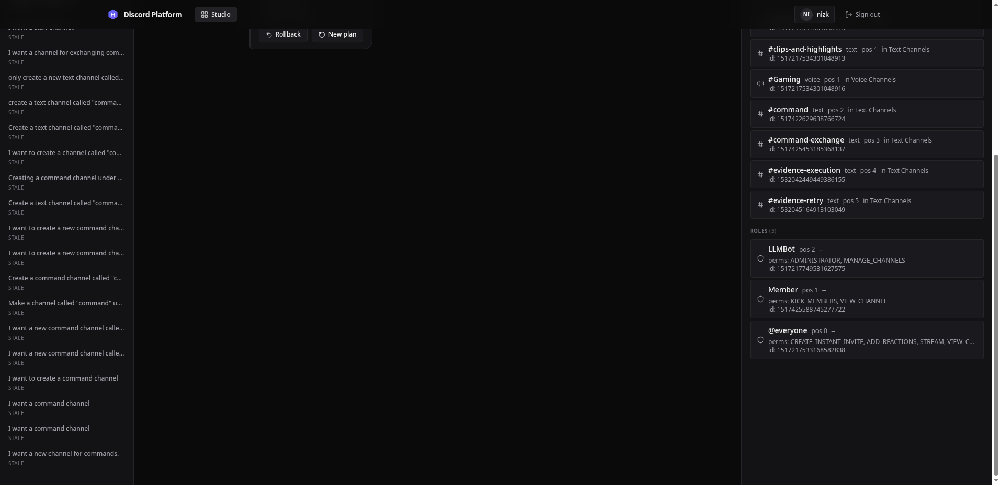 Discord Platform
Studio
NI
nizk
Sign out
STALE
I want a channel for exchanging com...
STALE
only create a new text channel called...
STALE
create a text channel called "comma...
STALE
Create a text channel called "comma...
STALE
I want to create a channel called "co...
STALE
Creating a command channel under ...
STALE
Create a text channel called "comma...
STALE
I want to create a new command cha...
STALE
I want to create a new command cha...
STALE
Create a command channel called "c...
STALE
Make a channel called "command" u...
STALE
I want a new command channel calle...
STALE
I want a new command channel calle...
STALE
I want to create a command channel
STALE
I want a command channel
STALE
I want a command channel
STALE
I want a new channel for commands.
STALE
Rollback
New plan
#clips-and-highlights text pos 1 in Text Channels
id: 1517217534301048913
#Gaming voice pos 1 in Voice Channels
id: 1517217534301048916
#command text pos 2 in Text Channels
id: 1517422629638766724
#command-exchange text pos 3 in Text Channels
id: 1517425453185368137
#evidence-execution text pos 4 in Text Channels
id: 1532042449449386155
#evidence-retry text pos 5 in Text Channels
id: 1532045164913103049
ROLES (3)
LLMBot pos 2 —
perms: ADMINISTRATOR, MANAGE_CHANNELS
id: 1517217749531627575
Member pos 1 —
perms: KICK_MEMBERS, VIEW_CHANNEL
id: 1517425588745277722
@everyone pos 0 —
perms: CREATE_INSTANT_INVITE, ADD_REACTIONS, STREAM, VIEW_C...
id: 1517217533168582838